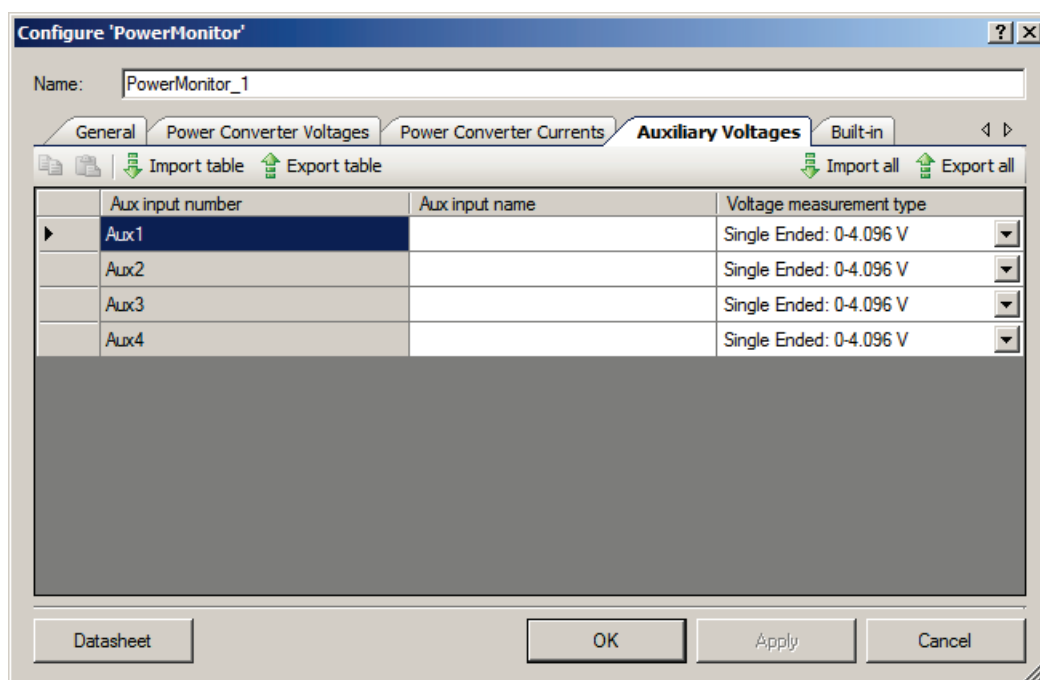 Configure 'PowerMonitor'
Name: PowerMonitor_1
General Power Converter Voltages Power Converter Currents Auxiliary Voltages Built-in
Import table Export table Import all Export all
Aux input number Aux input name Voltage measurement type
Aux1 Single Ended: 0-4.096 V
Aux2 Single Ended: 0-4.096 V
Aux3 Single Ended: 0-4.096 V
Aux4 Single Ended: 0-4.096 V
Datasheet OK Apply Cancel